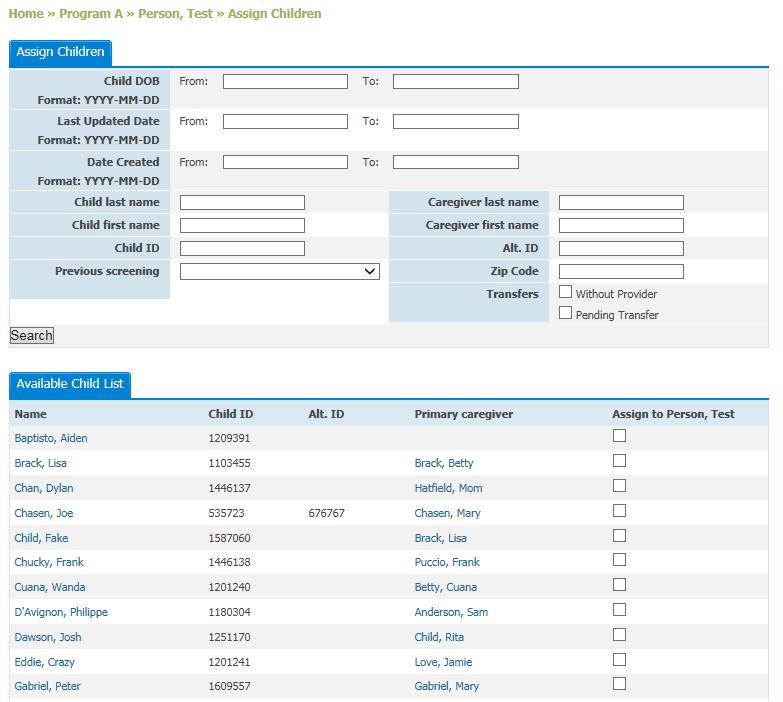 Home » Program A » Person, Test » Assign Children
Assign Children
Child DOB From: To:
Format: YYYY-MM-DD
Last Updated Date From: To:
Format: YYYY-MM-DD
Date Created From: To:
Format: YYYY-MM-DD
Child last name Caregiver last name
Child first name Caregiver first name
Child ID Alt. ID
Previous screening Zip Code
Transfers Without Provider
Pending Transfer
Search
Available Child List
Name Child ID Alt. ID Primary caregiver Assign to Person, Test
Baptisto, Aiden 1209391
Brack, Lisa 1103455 Brack, Betty
Chan, Dylan 1446137 Hatfield, Mom
Chasen, Joe 535723 676767 Chasen, Mary
Child, Fake 1587060 Brack, Lisa
Chucky, Frank 1446138 Puccio, Frank
Cuana, Wanda 1201240 Betty, Cuana
D'Avignon, Philippe 1180304 Anderson, Sam
Dawson, Josh 1251170 Child, Rita
Eddie, Crazy 1201241 Love, Jamie
Gabriel, Peter 1609557 Gabriel, Mary